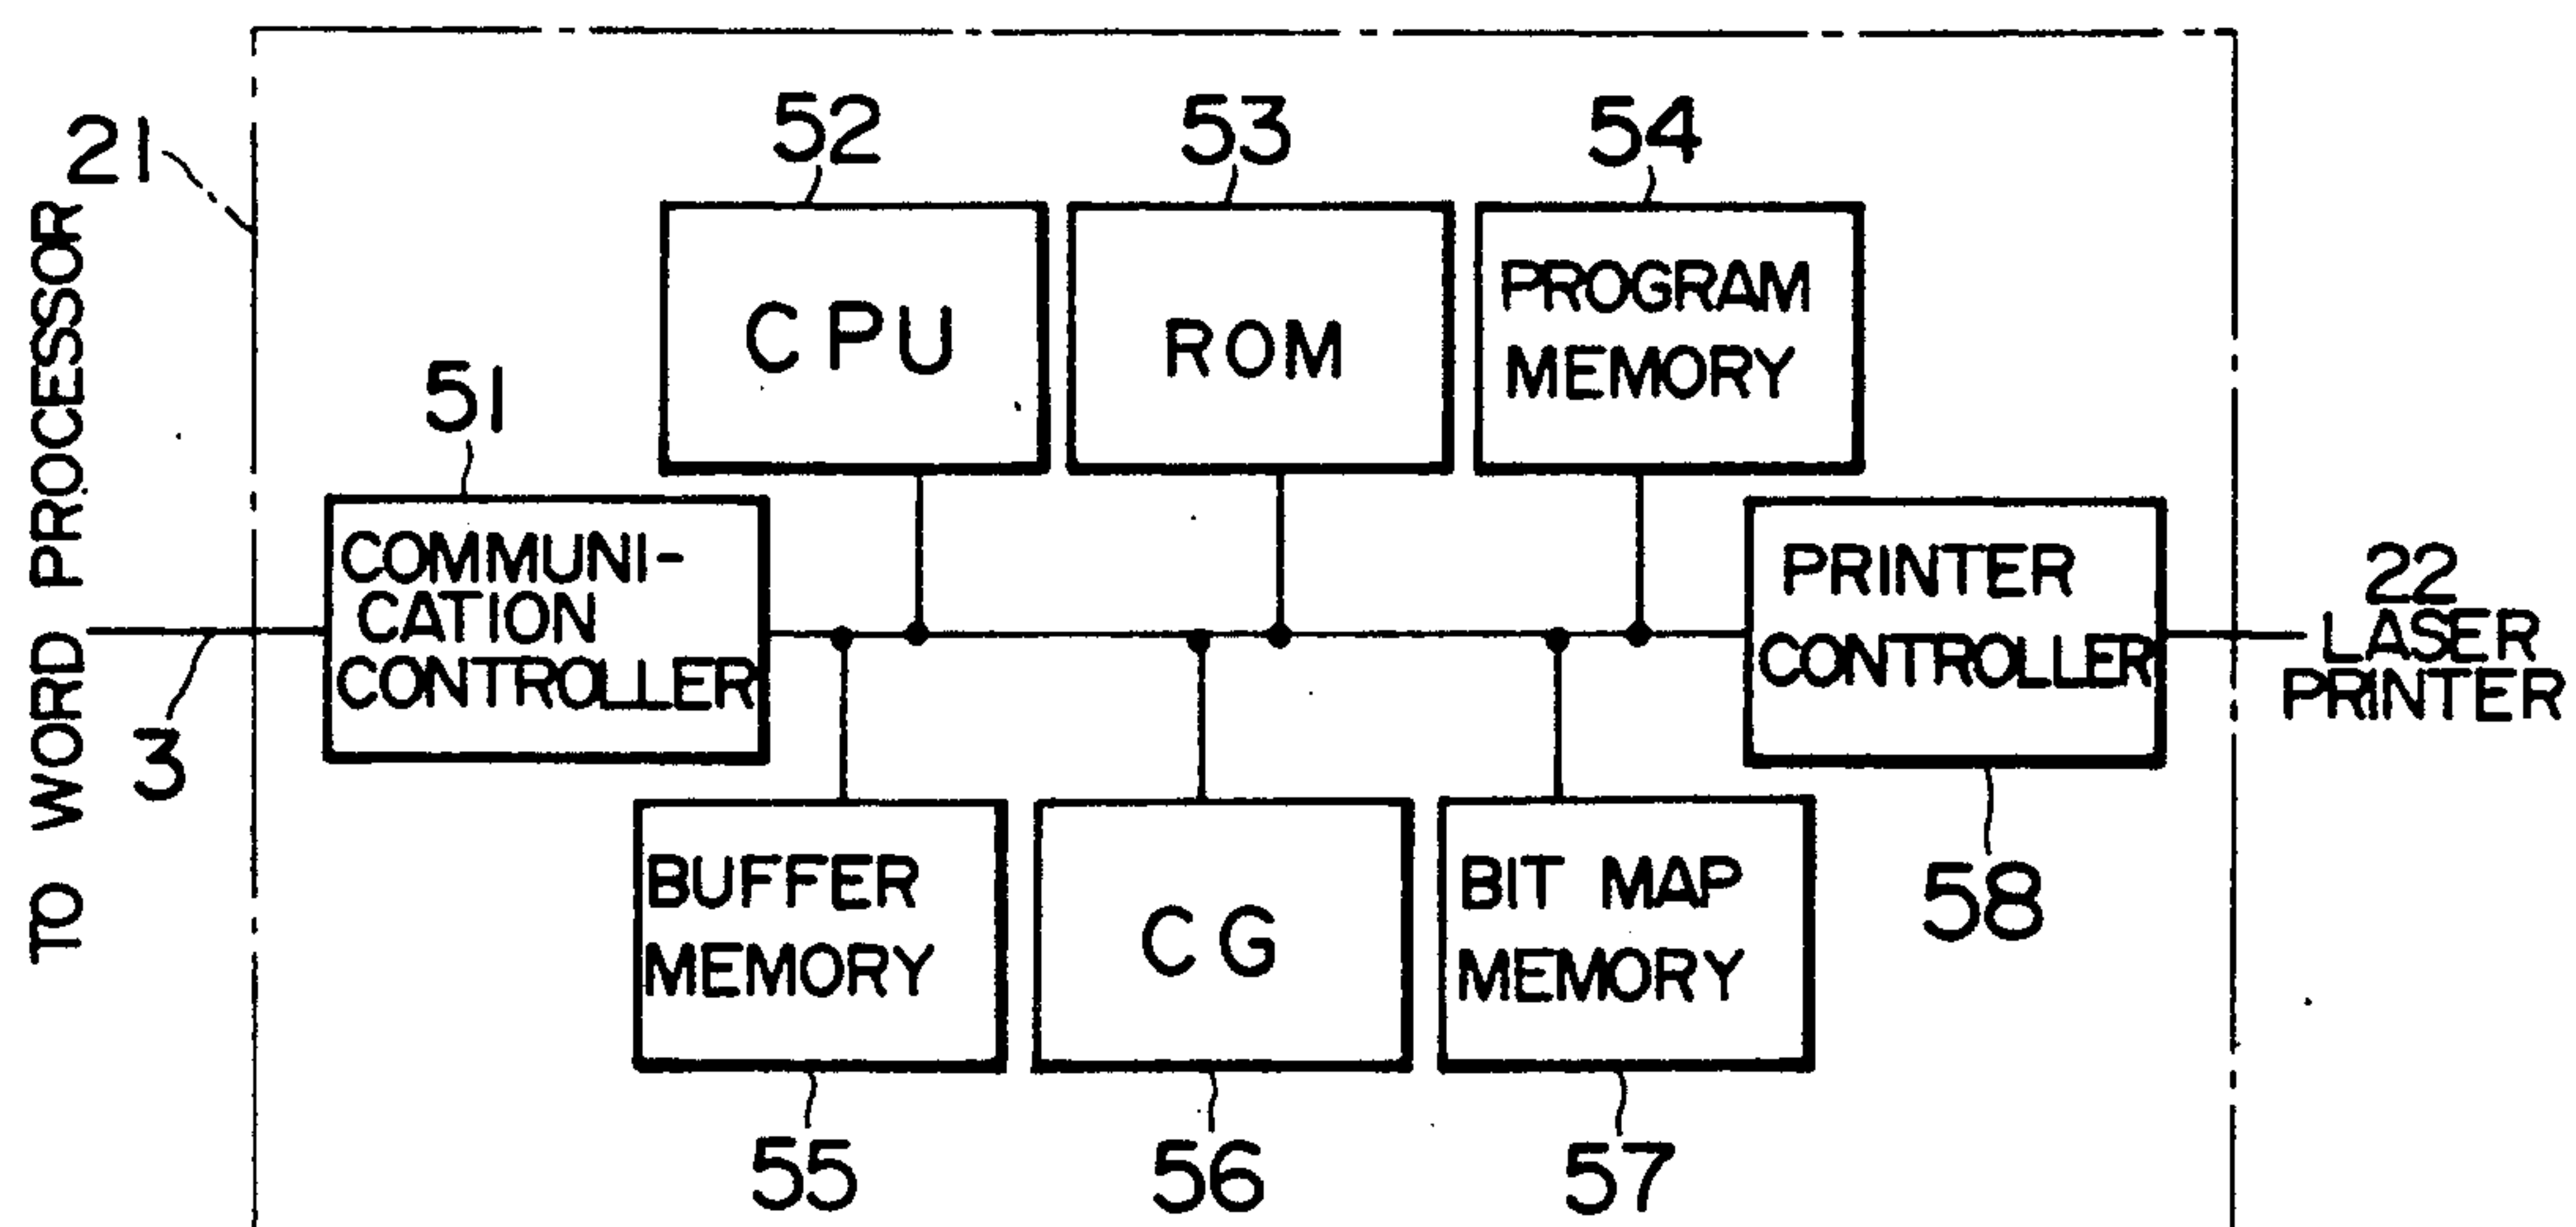 52
53
54
21
CPU
ROM
PROGRAM
MEMORY
TO WORD PROCESSOR
51
COMMUNI-
CATION
CONTROLLER
PRINTER
CONTROLLER
22
LASER
PRINTER
3
58
BUFFER
MEMORY
CG
BIT MAP
MEMORY
55
56
57